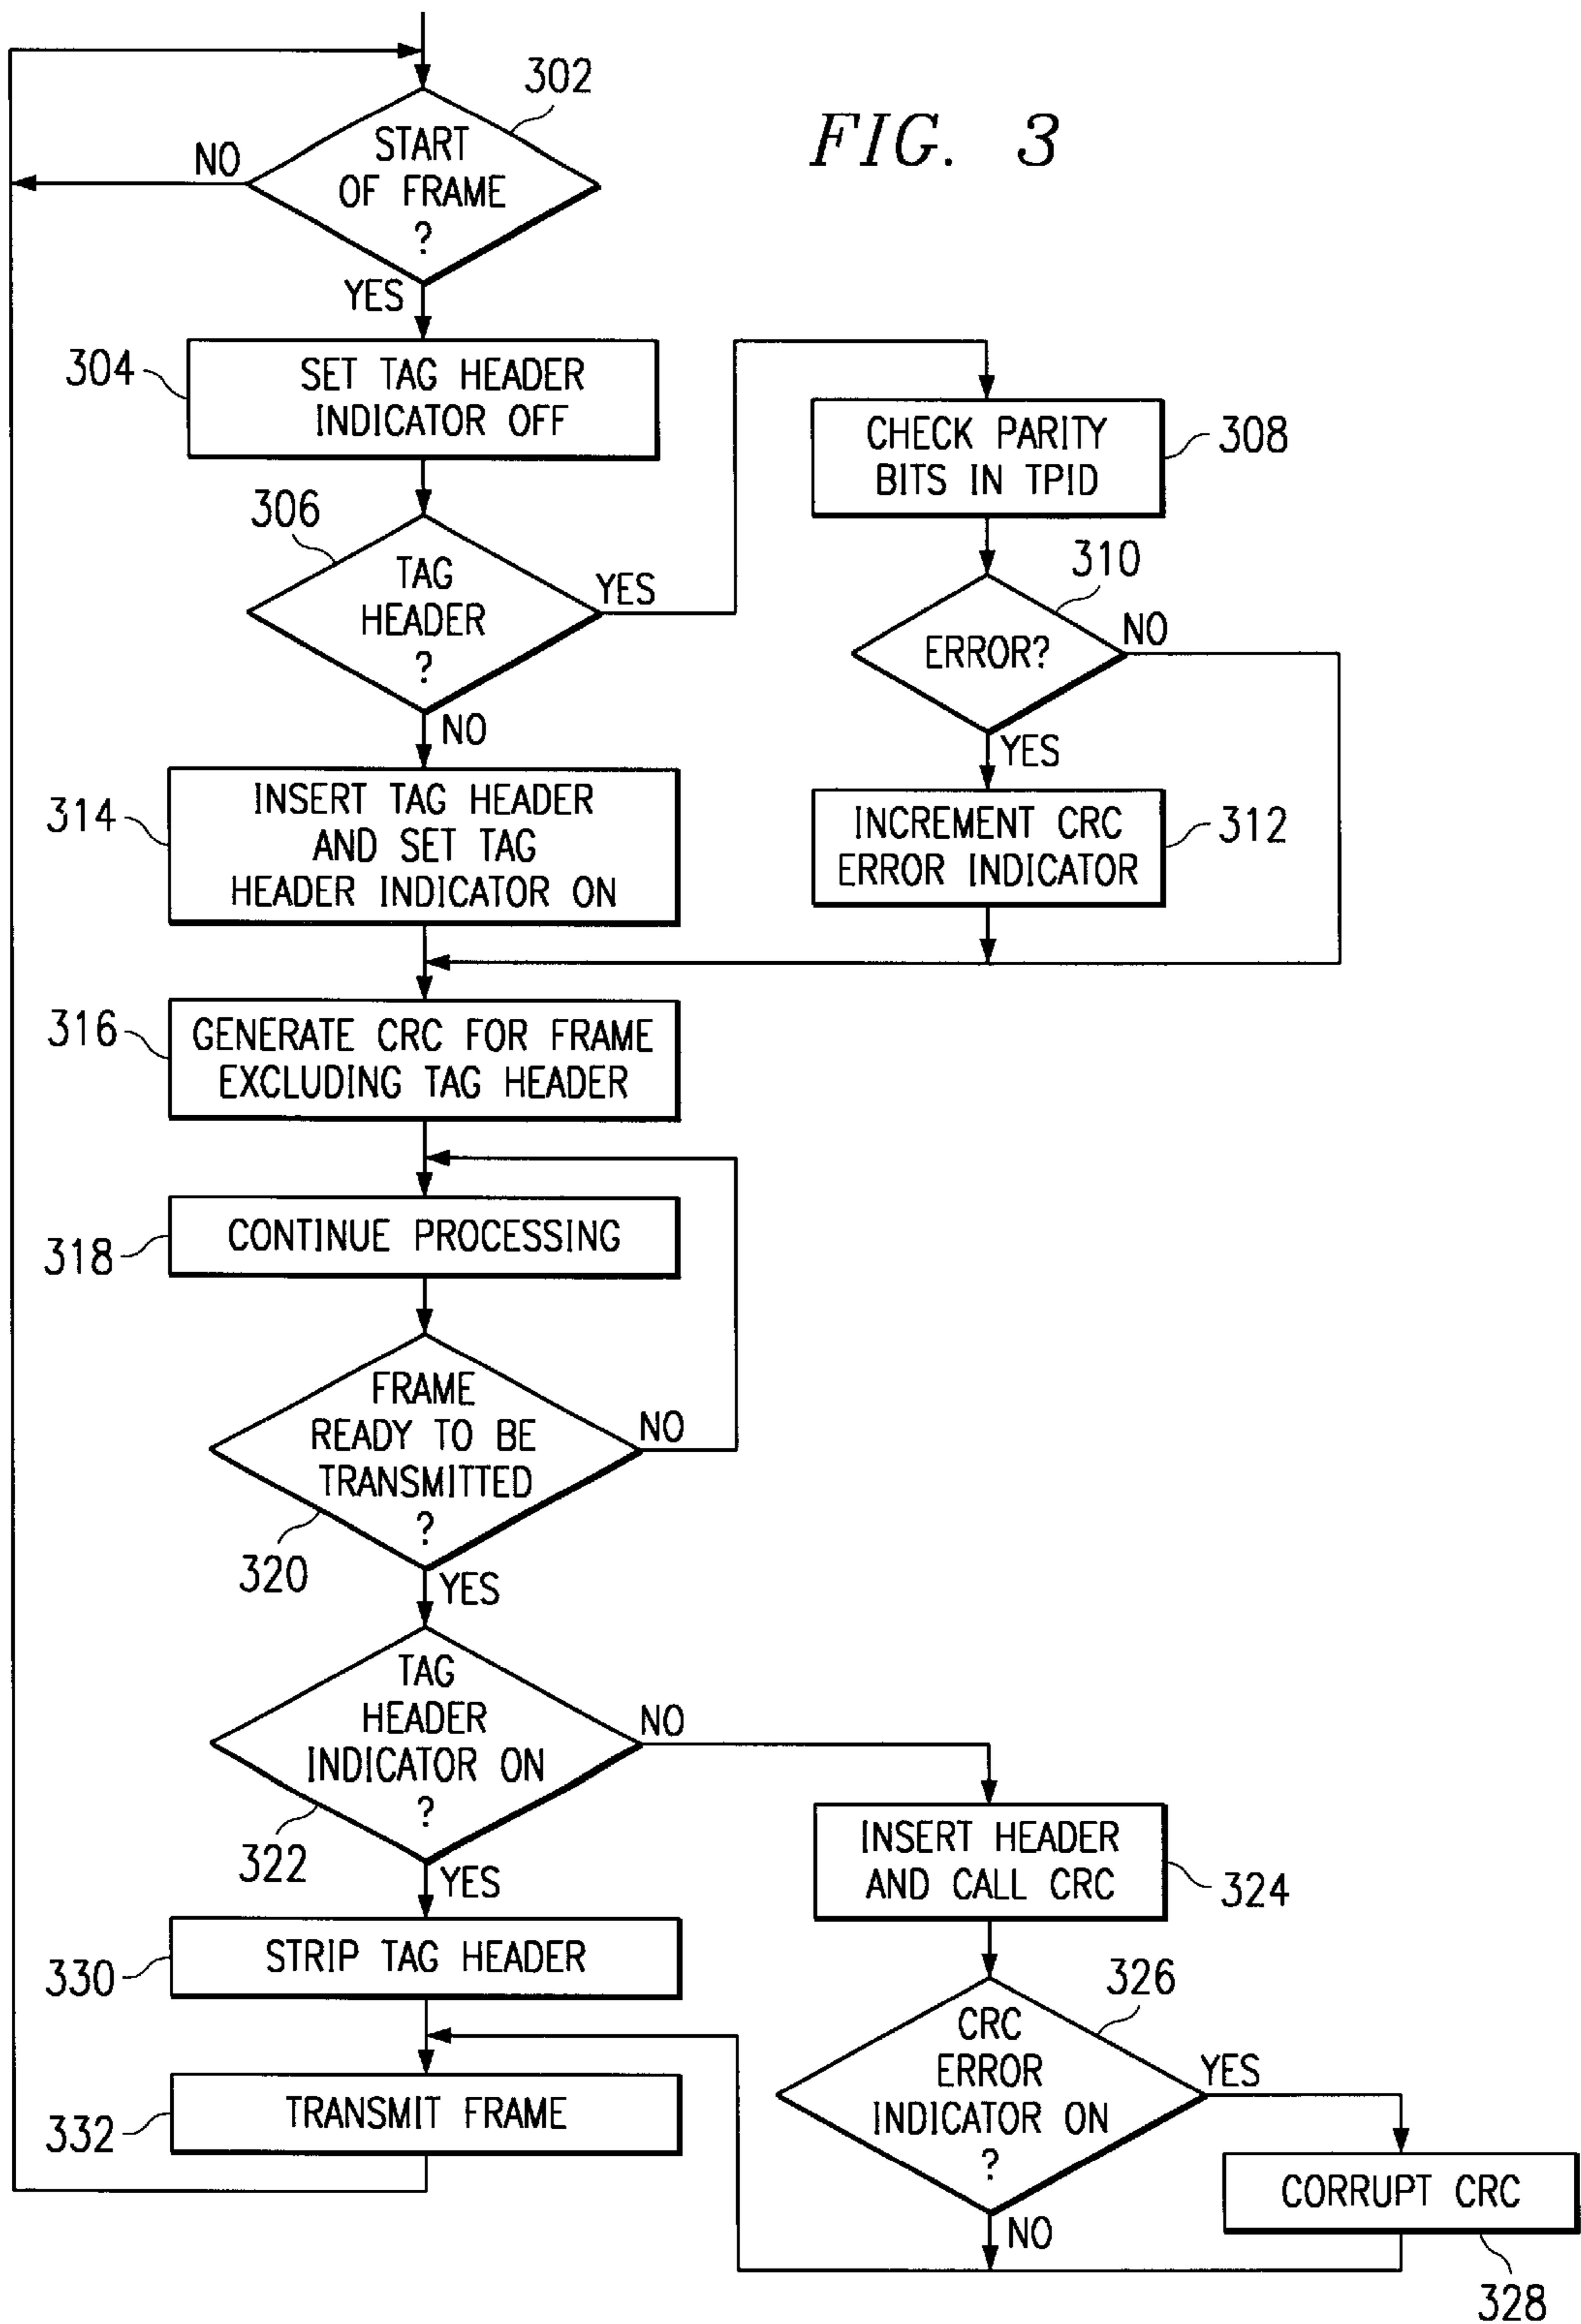 FIG. 3
302
START
OF FRAME
?
NO
YES
304
SET TAG HEADER
INDICATOR OFF
306
TAG
HEADER
?
YES
NO
308
CHECK PARITY
BITS IN TPID
310
ERROR?
NO
YES
312
INCREMENT CRC
ERROR INDICATOR
314
INSERT TAG HEADER
AND SET TAG
HEADER INDICATOR ON
316
GENERATE CRC FOR FRAME
EXCLUDING TAG HEADER
318
CONTINUE PROCESSING
FRAME
READY TO BE
TRANSMITTED
?
NO
320
YES
TAG
HEADER
INDICATOR ON
?
NO
322
YES
INSERT HEADER
AND CALL CRC
324
330
STRIP TAG HEADER
326
CRC
ERROR
INDICATOR ON
?
YES
NO
332
TRANSMIT FRAME
CORRUPT CRC
328